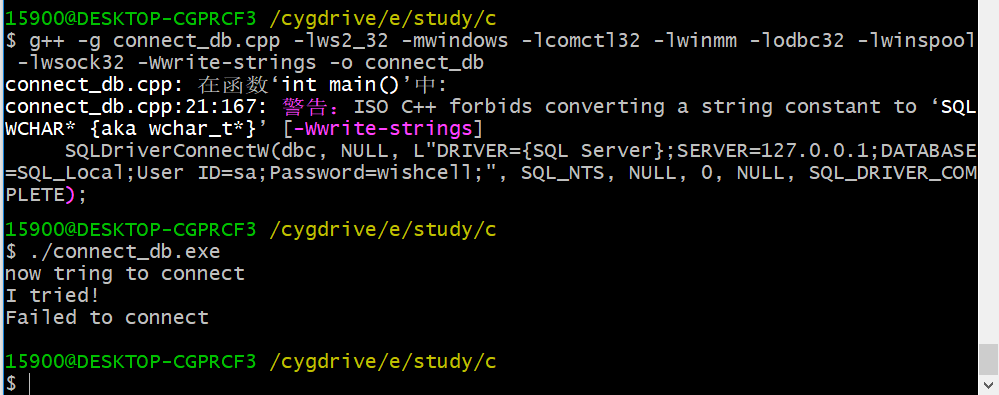 15900@DESKTOP-CGPRCF3 /cygdrive/e/study/c
$ g++ -g connect_db.cpp -lws2_32 -mwindows -lcomctl32 -lwinmm -lodbc32 -lwinspool
 -lwsock32 -Wwrite-strings -o connect_db
connect_db.cpp: 在函数‘int main()’中:
connect_db.cpp:21:167: 警告：ISO C++ forbids converting a string constant to ‘SQL
WCHAR* {aka wchar_t*}’ [-Wwrite-strings]
     SQLDriverConnectW(dbc, NULL, L"DRIVER={SQL Server};SERVER=127.0.0.1;DATABASE
=SQL_Local;User ID=sa;Password=wishcell;", SQL_NTS, NULL, 0, NULL, SQL_DRIVER_COM
PLETE);
15900@DESKTOP-CGPRCF3 /cygdrive/e/study/c
$ ./connect_db.exe
now tring to connect
I tried!
Failed to connect
15900@DESKTOP-CGPRCF3 /cygdrive/e/study/c
$